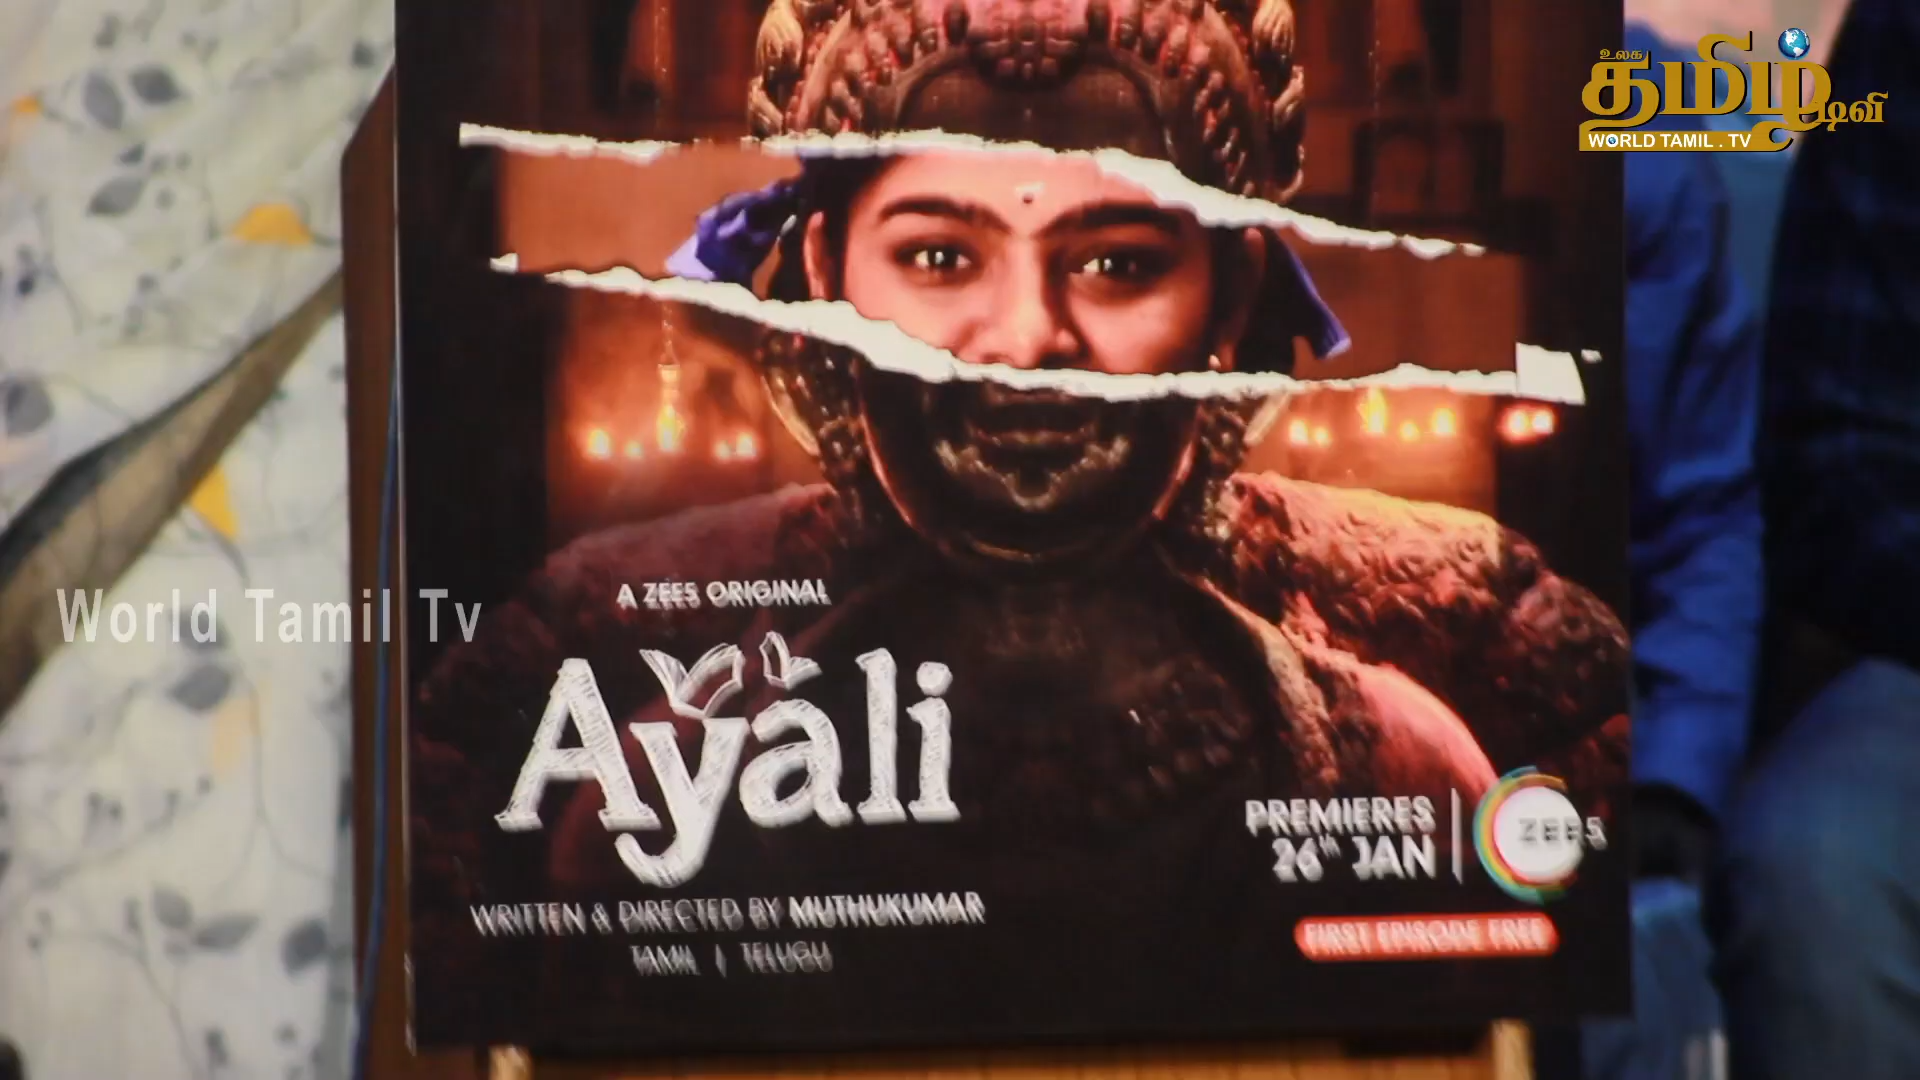 உலக
தமிழ் டிவி
WORLD TAMIL . TV
World Tamil Tv
A ZEE5 ORIGINAL
Ayali
WRITTEN & DIRECTED BY MUTHUKUMAR
TAMIL | TELUGU
PREMIERES
26th JAN
ZEE5
FIRST EPISODE FREE